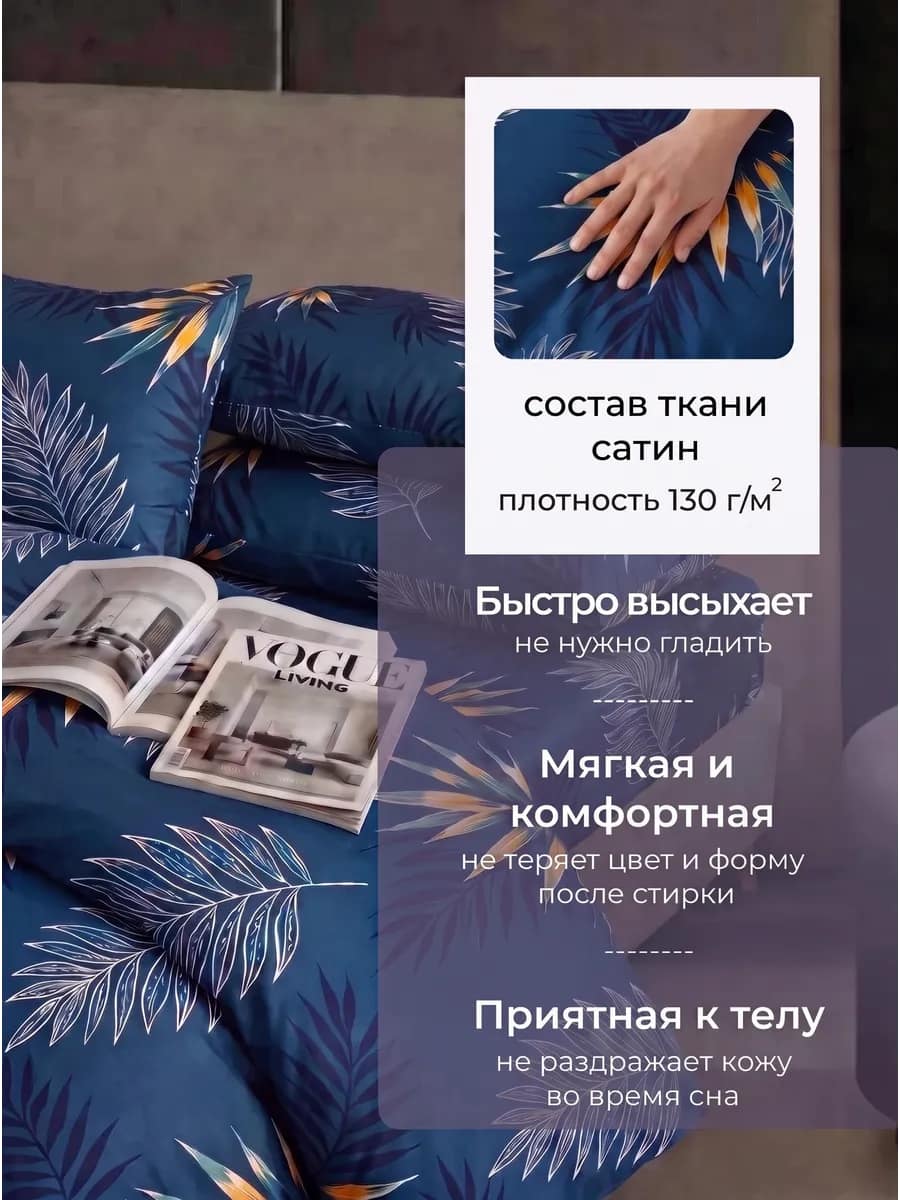 состав ткани
сатин
плотность 130 г/м²
Быстро высыхает
не нужно гладить
---------
Мягкая и
комфортная
не теряет цвет и форму
после стирки
--------
Приятная к телу
не раздражает кожу
во время сна
VOGUE
LIVING